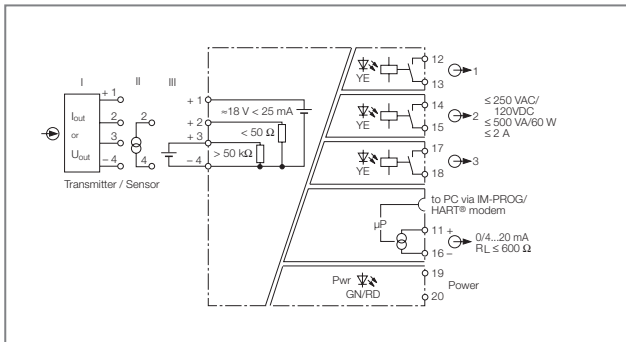 I
II
III
+ 1
2
3
– 4
Iout
or
Uout
Transmitter / Sensor
2
4
+ 1
+ 2
+ 3
– 4
≈18 V < 25 mA
< 50 Ω
> 50 kΩ
YE
12
13
1
YE
14
15
2
≤ 250 VAC/
120VDC
≤ 500 VA/60 W
≤ 2 A
YE
17
18
3
to PC via IM-PROG/
HART® modem
µP
11 +
16 –
0/4...20 mA
RL ≤ 600 Ω
Pwr
GN/RD
19
20
Power